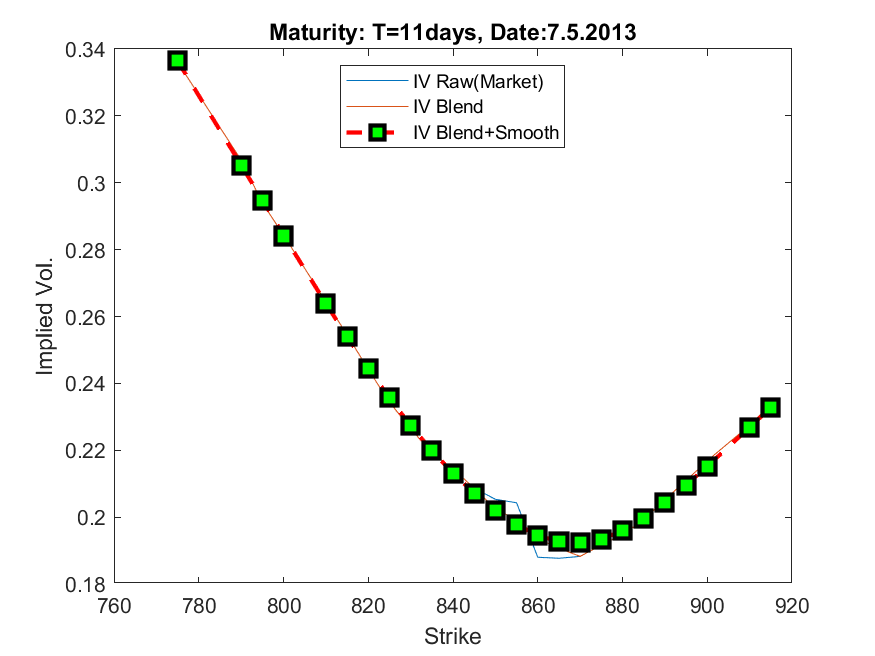 Maturity: T=11days, Date:7.5.2013
0.34
0.32
0.3
0.28
0.26
0.24
0.22
0.2
0.18
Implied Vol.
IV Raw(Market)
IV Blend
IV Blend+Smooth
760 780 800 820 840 860 880 900 920
Strike